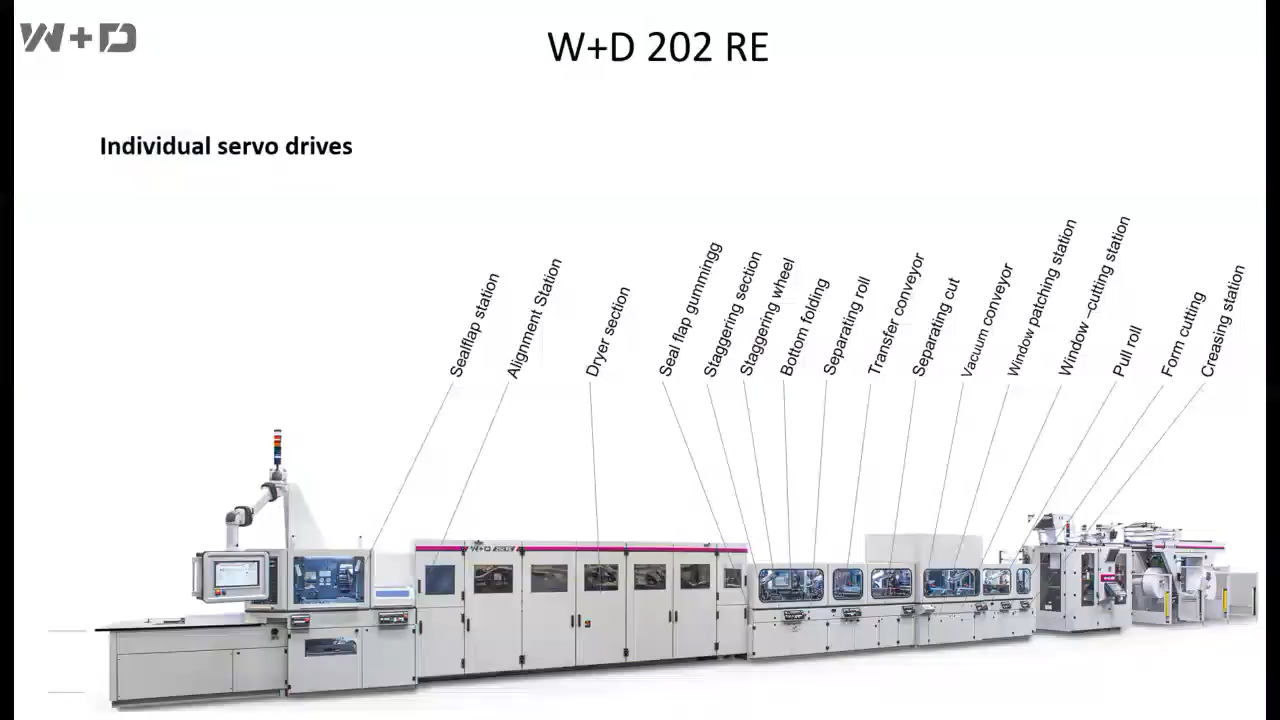 W+D
W+D 202 RE
Individual servo drives
Sealflap station
Alignment Station
Dryer section
Seal flap gummingg
Staggering section
Staggering wheel
Bottom folding
Separating roll
Transfer conveyor
Separating cut
Vacuum conveyor
Window patching station
Window –cutting station
Pull roll
Form cutting
Creasing station
W+D